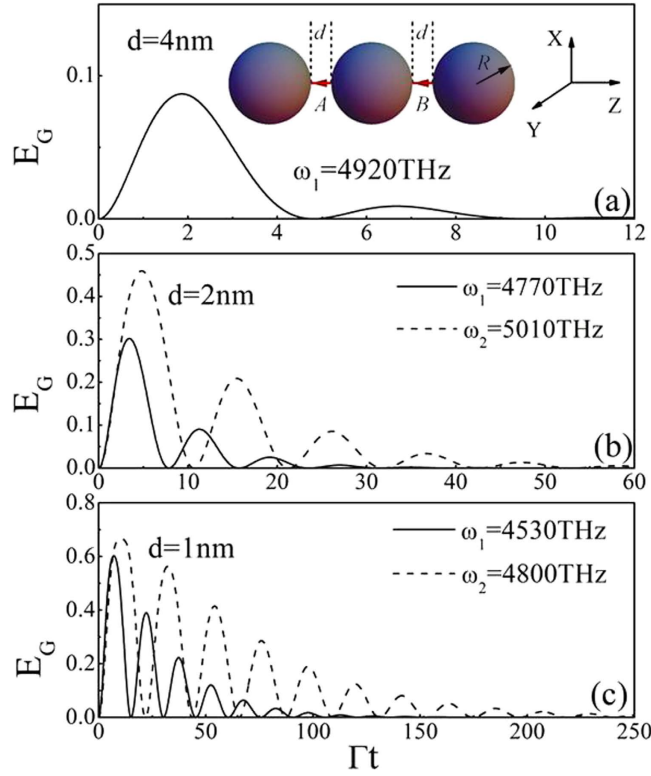 d=4nm
d d
A B R
X
Y Z
ω₁=4920THz
(a)
E_G
0.1
0.0
0 2 4 6 8 10 12
d=2nm
ω₁=4770THz
ω₂=5010THz
(b)
E_G
0.5
0.4
0.3
0.2
0.1
0.0
0 10 20 30 40 50 60
d=1nm
ω₁=4530THz
ω₂=4800THz
(c)
E_G
0.8
0.6
0.4
0.2
0.0
0 50 100 150 200 250
Γt